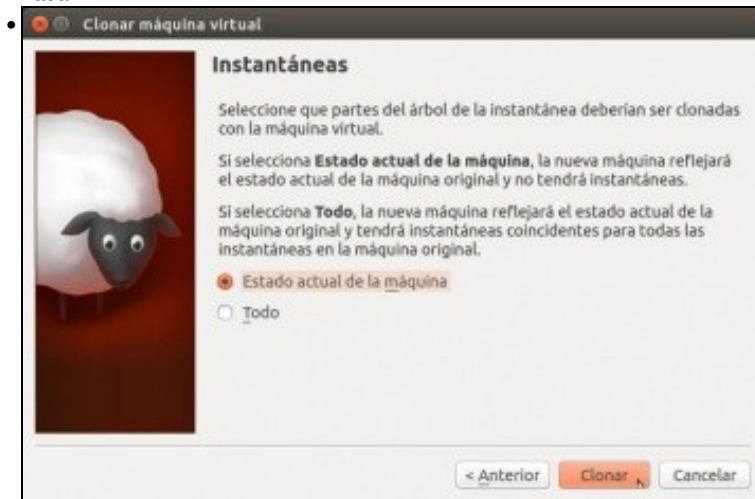 Clonar máquina virtual
Instantáneas
Seleccione que partes del árbol de la instantánea deberían ser clonadas
con la máquina virtual.
Si selecciona Estado actual de la máquina, la nueva máquina reflejará
el estado actual de la máquina original y no tendrá instantáneas.
Si selecciona Todo, la nueva máquina reflejará el estado actual de la
máquina original y tendrá instantáneas coincidentes para todas las
instantáneas en la máquina original.
Estado actual de la máquina
Todo
< Anterior
Clonar
Cancelar